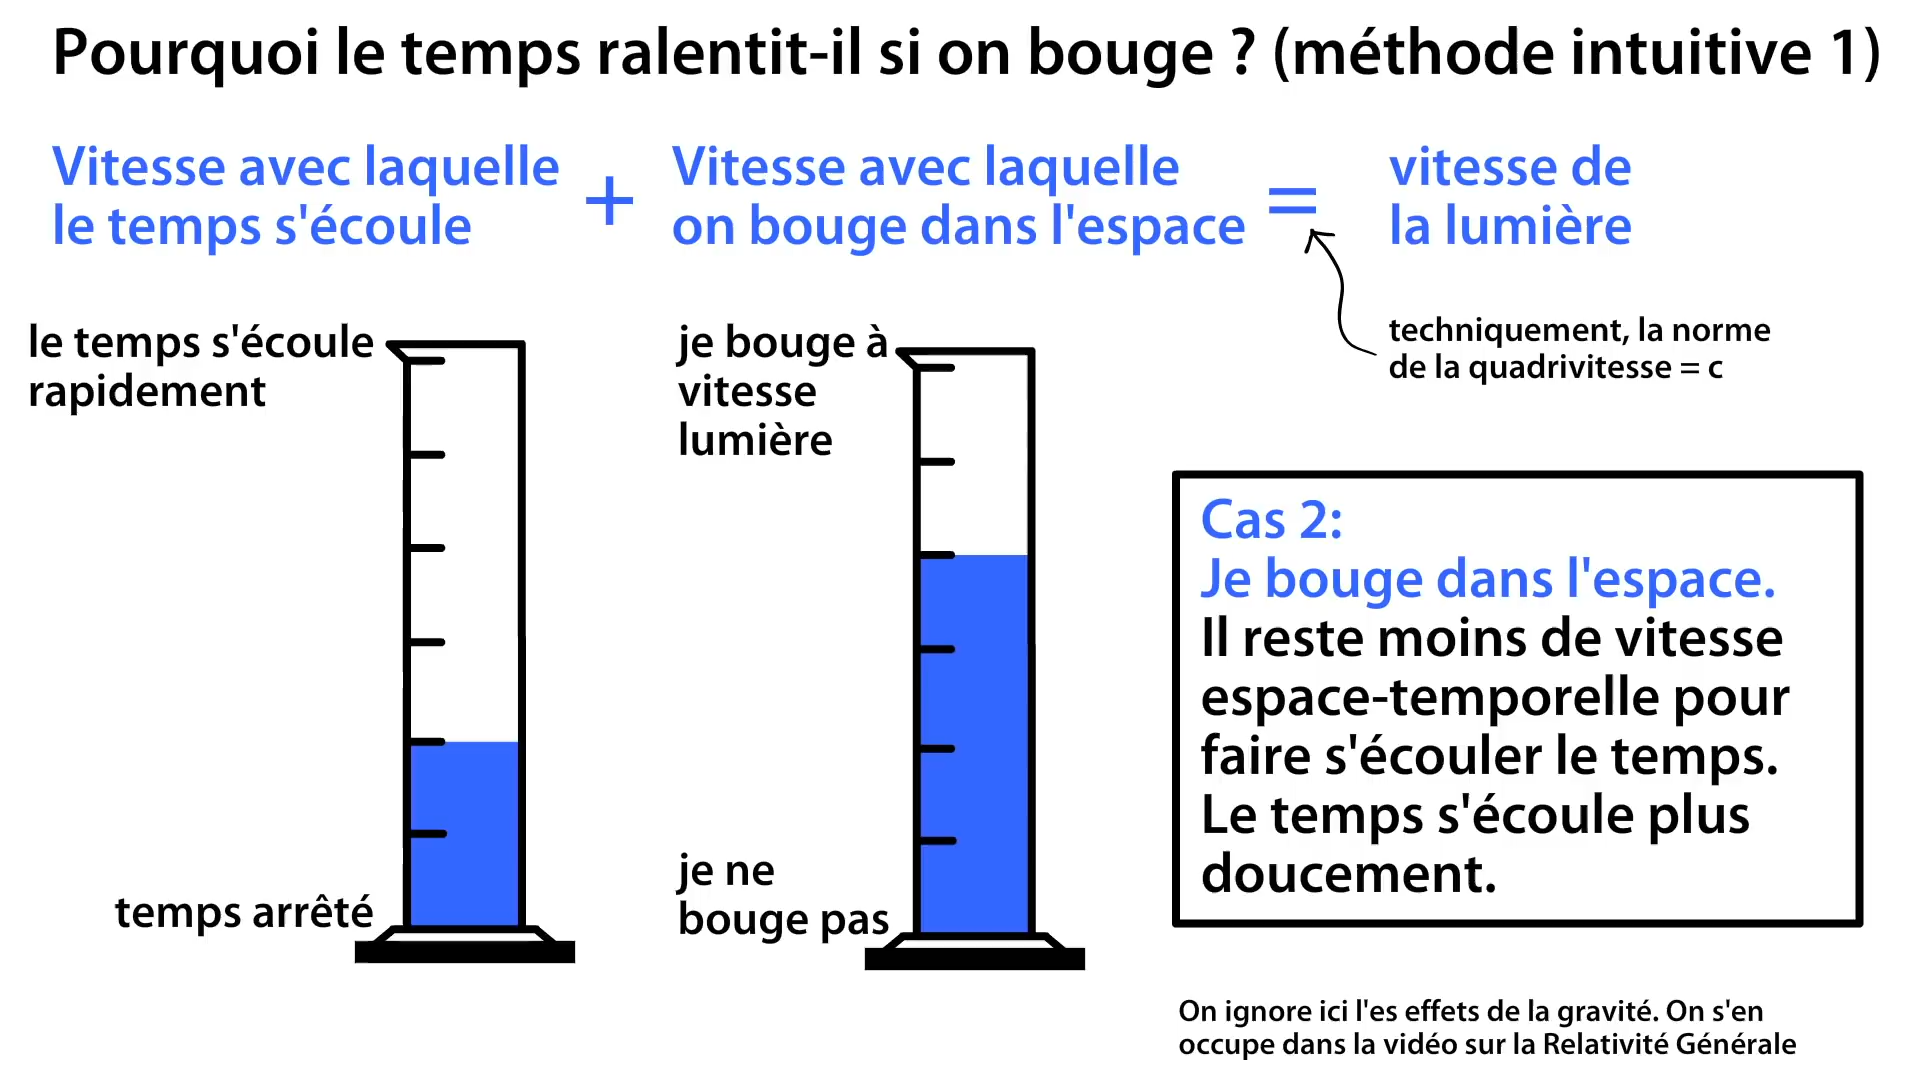 Pourquoi le temps ralentit-il si on bouge ? (méthode intuitive 1)
Vitesse avec laquelle
le temps s'écoule
+
Vitesse avec laquelle
on bouge dans l'espace
=
vitesse de
la lumière
techniquement, la norme
de la quadrivitesse = c
le temps s'écoule
rapidement
temps arrêté
je bouge à
vitesse
lumière
je ne
bouge pas
Cas 2:
Je bouge dans l'espace.
Il reste moins de vitesse
espace-temporelle pour
faire s'écouler le temps.
Le temps s'écoule plus
doucement.
On ignore ici l'es effets de la gravité. On s'en
occupe dans la vidéo sur la Relativité Générale